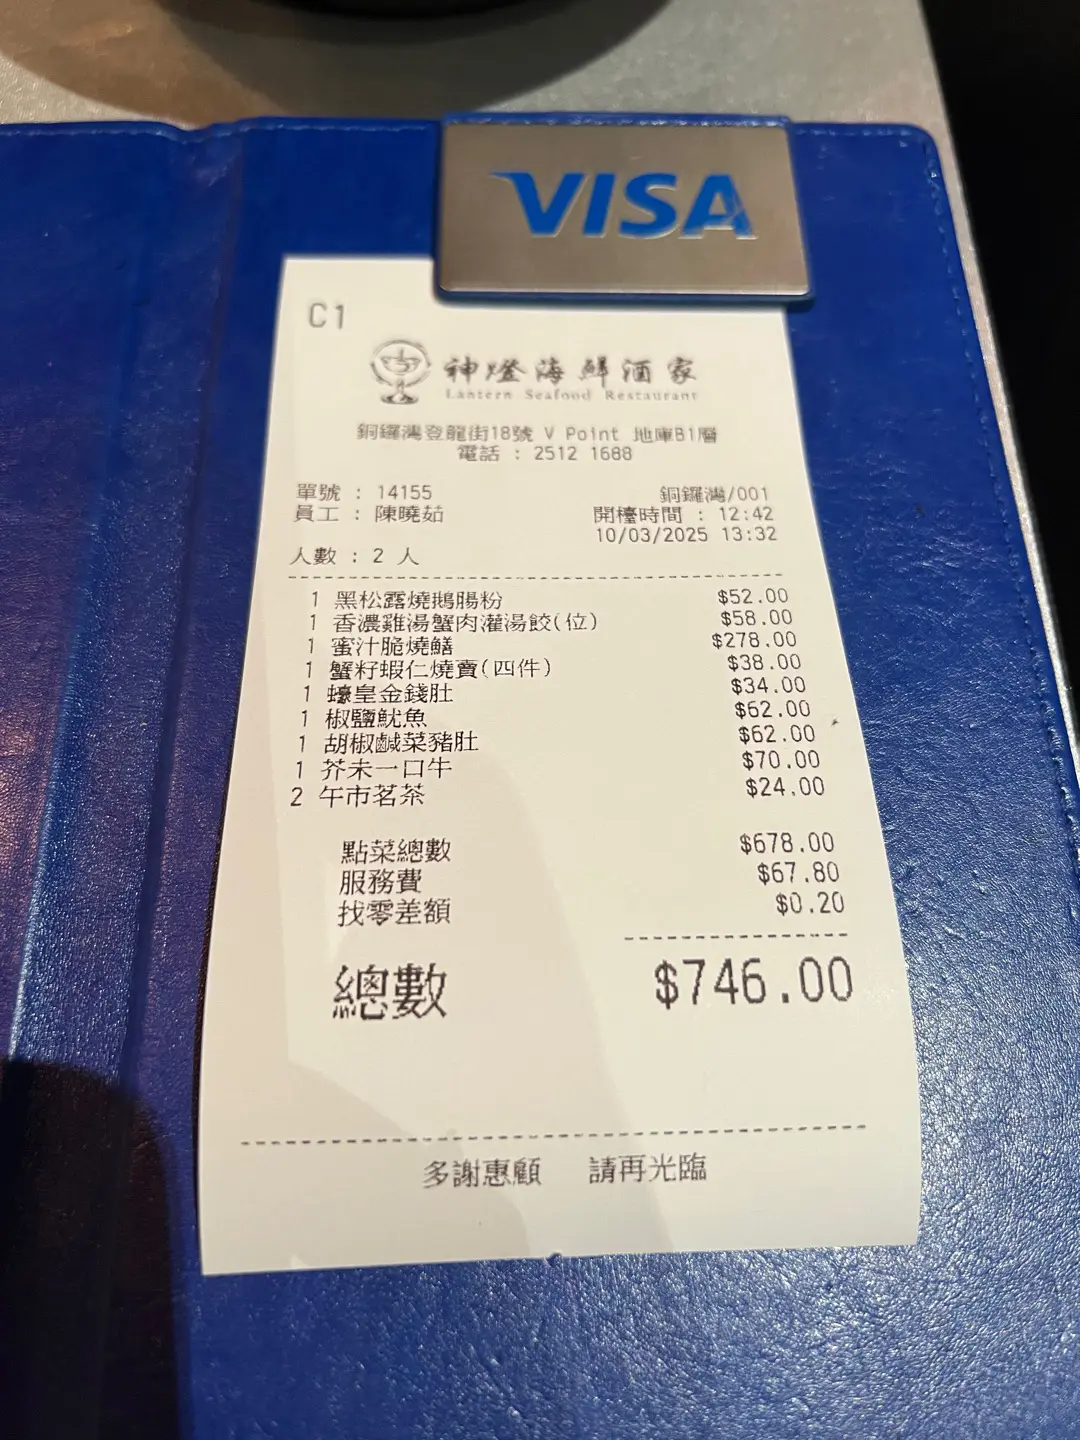 VISA
C1
神燈海鮮酒家
Lantern Seafood Restaurant
銅鑼灣登龍街18號 V Point 地庫B1層
電話 : 2512 1688
單號 : 14155 銅鑼灣/001
員工 : 陳曉茹 開檯時間 : 12:42
10/03/2025 13:32
人數 : 2 人
1 黑松露燒鵝腸粉 $52.00
1 香濃雞湯蟹肉灌湯餃(位) $58.00
1 蜜汁脆燒鱔 $278.00
1 蟹籽蝦仁燒賣(四件) $38.00
1 蠔皇金錢肚 $34.00
1 椒鹽魷魚 $62.00
1 胡椒鹹菜豬肚 $62.00
1 芥未一口牛 $70.00
2 午市茗茶 $24.00
點菜總數 $678.00
服務費 $67.80
找零差額 $0.20
總數 $746.00
多謝惠顧 請再光臨